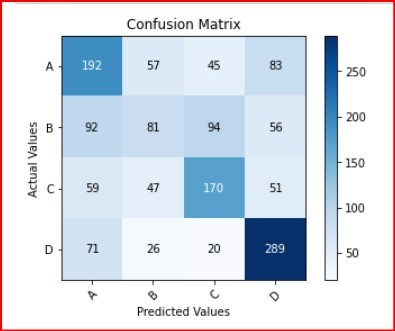 Confusion Matrix
A 192 57 45 83
B 92 81 94 56
C 59 47 170 51
D 71 26 20 289
A B C D
Predicted Values
Actual Values
250
200
150
100
50